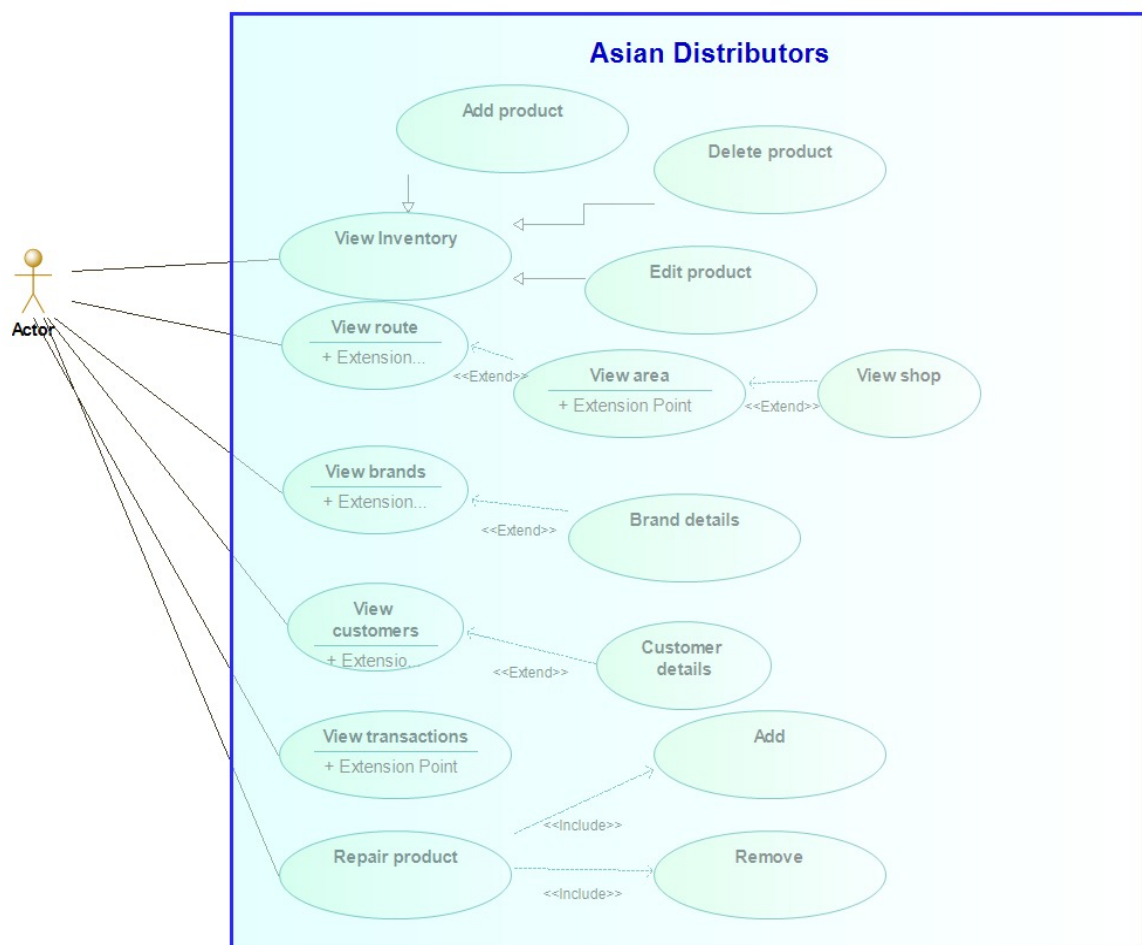 Asian Distributors
Add product
Delete product
View Inventory
Edit product
Actor
View route
+ Extension...
<<Extend>>
View area
+ Extension Point
<<Extend>>
View shop
View brands
+ Extension...
<<Extend>>
Brand details
View
customers
+ Extensio...
<<Extend>>
Customer
details
View transactions
+ Extension Point
Add
<<Include>>
Repair product
Remove
<<Include>>